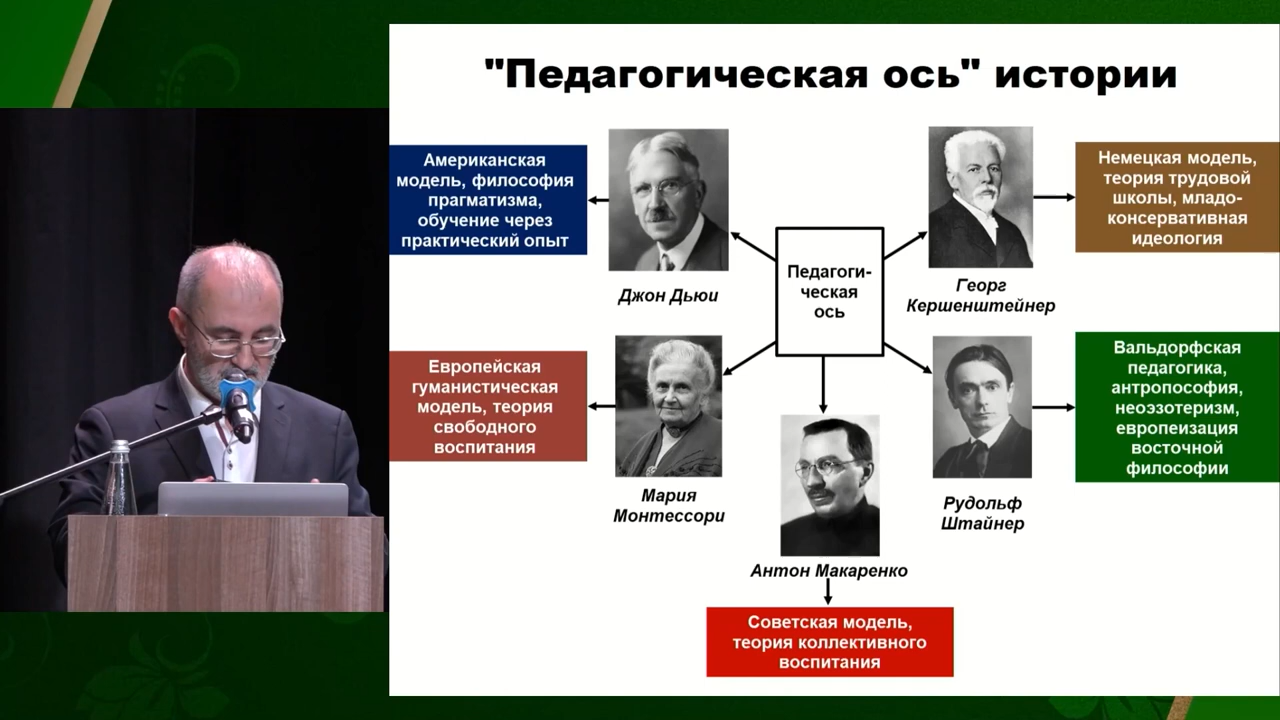 "Педагогическая ось" истории
Американская
модель, философия
прагматизма,
обучение через
практический опыт
Джон Дьюи
Педагоги-
ческая
ось
Георг
Кершенштейнер
Немецкая модель,
теория трудовой
школы, младо-
консервативная
идеология
Европейская
гуманистическая
модель, теория
свободного
воспитания
Мария
Монтессори
Антон Макаренко
Рудольф
Штайнер
Вальдорфская
педагогика,
антропософия,
неоэзотеризм,
европеизация
восточной
философии
Советская модель,
теория коллективного
воспитания